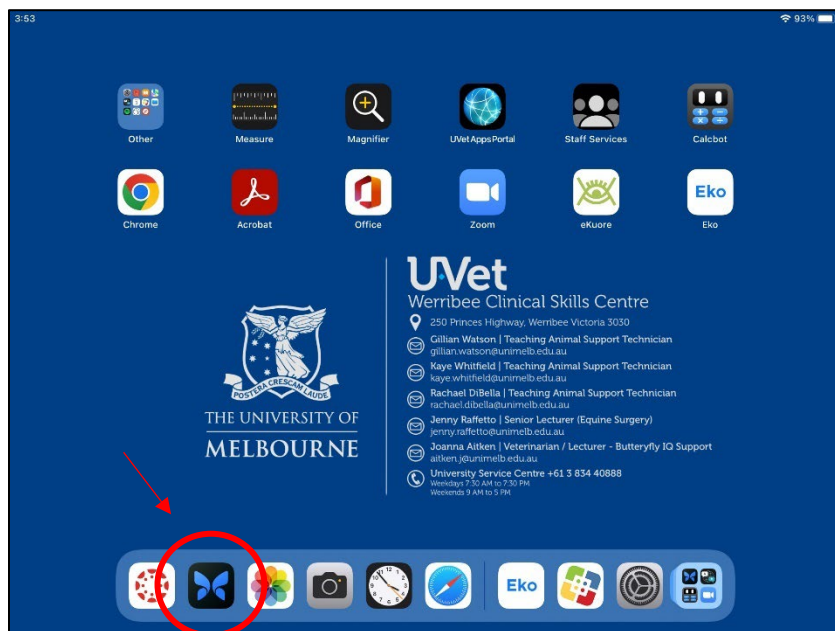 3:53
93%
Other
Measure
Magnifier
UVetAppsPortal
Staff Services
Calcbot
Eko
Chrome
Acrobat
Office
Zoom
eKuore
Eko
U·Vet
Werribee Clinical Skills Centre
250 Princes Highway, Werribee Victoria 3030
Gillian Watson | Teaching Animal Support Technician
gillian.watson@unimelb.edu.au
Kaye Whitfield | Teaching Animal Support Technician
kaye.whitfield@unimelb.edu.au
Rachael DiBella | Teaching Animal Support Technician
rachael.dibella@unimelb.edu.au
Jenny Raffetto | Senior Lecturer (Equine Surgery)
jenny.raffetto@unimelb.edu.au
Joanna Aitken | Veterinarian / Lecturer - Butteryfly IQ Support
aitken.j@unimelb.edu.au
University Service Centre +61 3 834 40888
Weekdays 7:30 AM to 7:30 PM
Weekends 9 AM to 5 PM
POSTERA CRESCAM LAUDE
THE UNIVERSITY OF
MELBOURNE
Eko